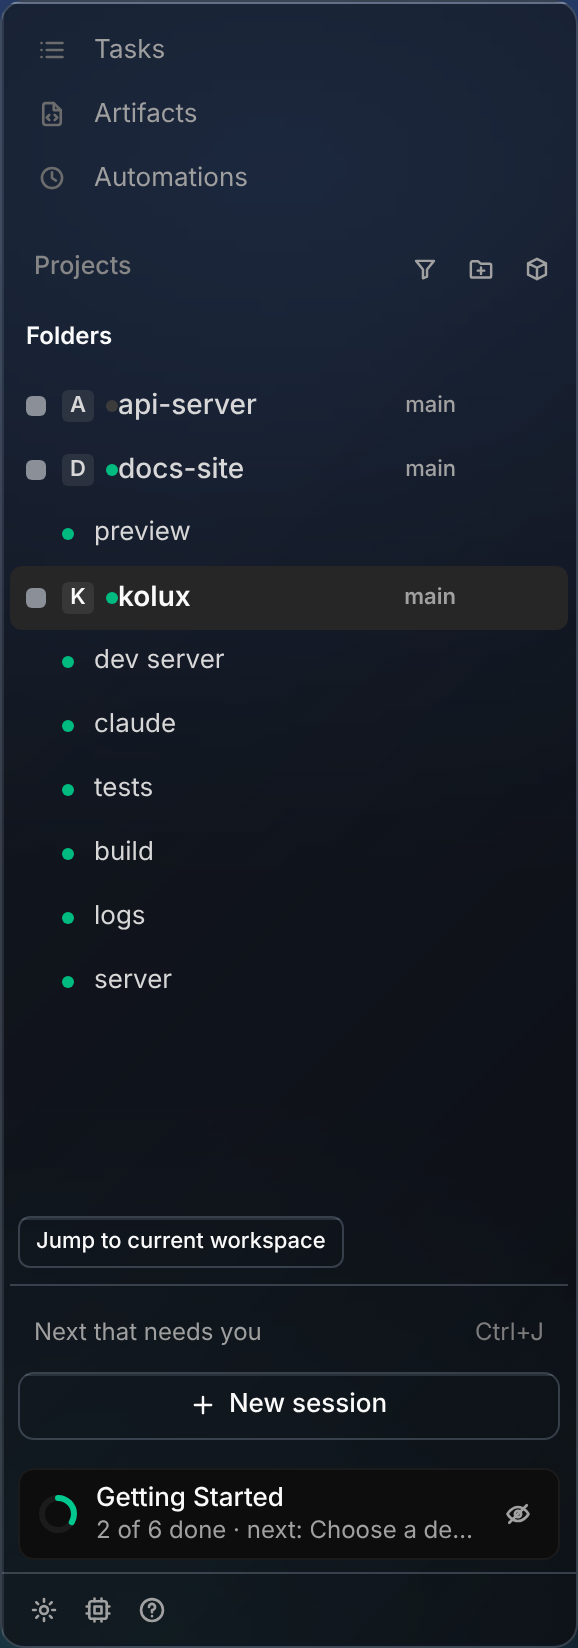 Tasks
Artifacts
Automations
Projects
Folders
A api-server main
D docs-site main
preview
K kolux main
dev server
claude
tests
build
logs
server
Jump to current workspace
Next that needs you Ctrl+J
+ New session
Getting Started
2 of 6 done · next: Choose a de...